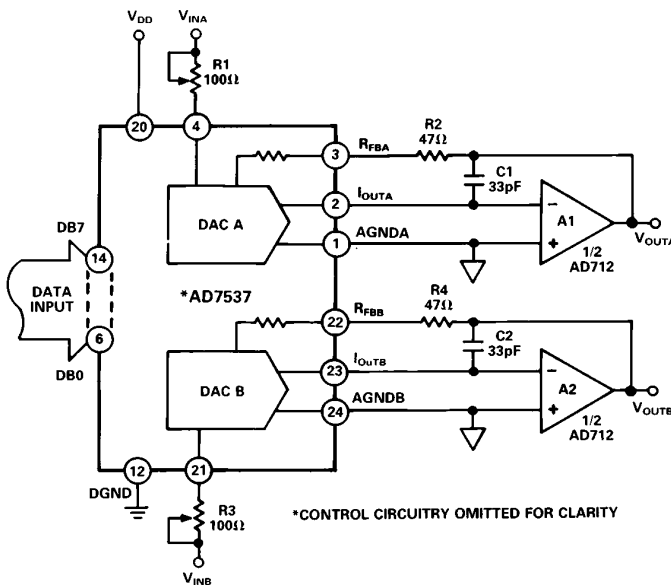 VDD
VINA
R1
100Ω
20
4
3
RFBA
R2
47Ω
C1
33pF
2
IOUTA
DAC A
1
AGNDA
A1
−
+
1/2
AD712
VOUTA
DB7
14
DATA
INPUT
6
DB0
*AD7537
22
RFBB
R4
47Ω
C2
33pF
23
IOuTB
DAC B
24
AGNDB
A2
−
+
1/2
AD712
VOUTB
12
DGND
21
R3
100Ω
VINB
*CONTROL CIRCUITRY OMITTED FOR CLARITY